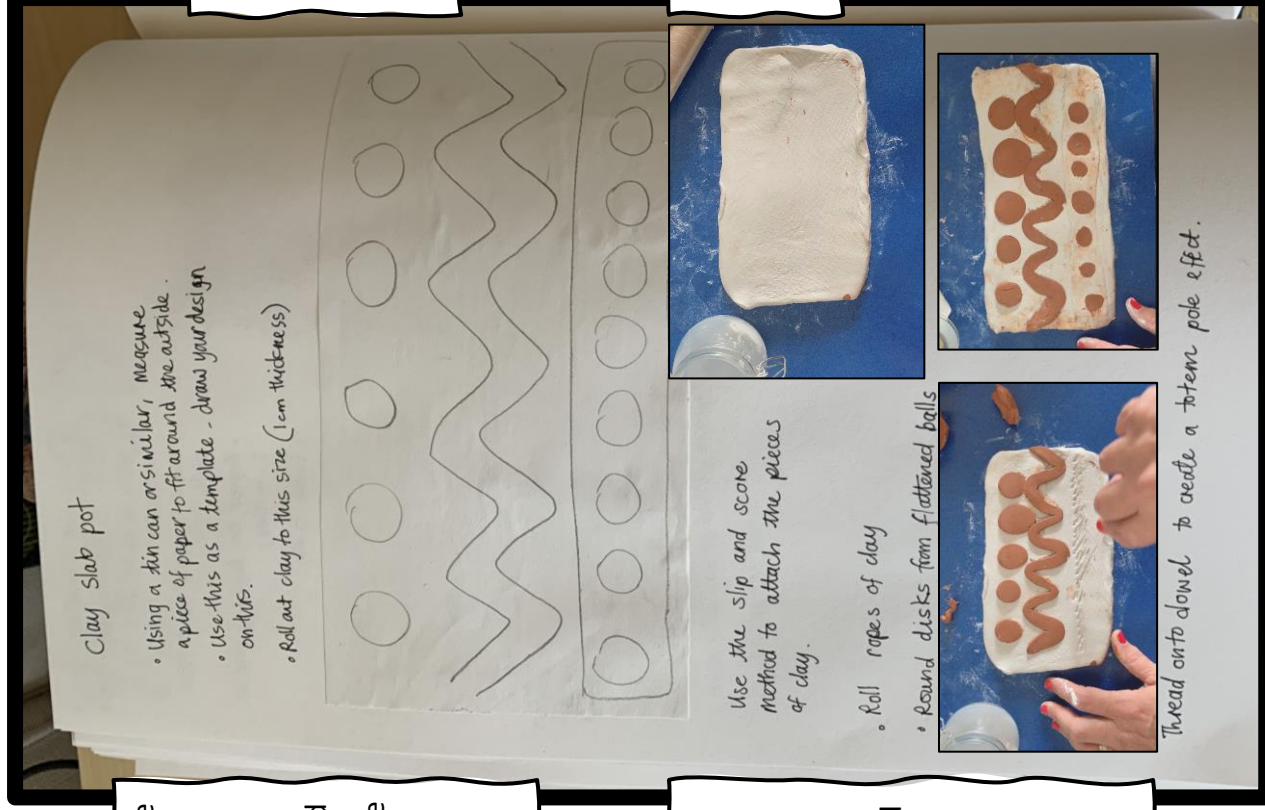 Clay slab pot
• Using a tin can or similar, measure
a piece of paper to fit around the outside.
• Use this as a template - draw your design
on this.
• Roll out clay to this size (1cm thickness)
Use the slip and score
method to attach the pieces
of clay.
• Roll ropes of clay
• Round disks from flattened balls
Thread onto dowel to create a totem pole effect.